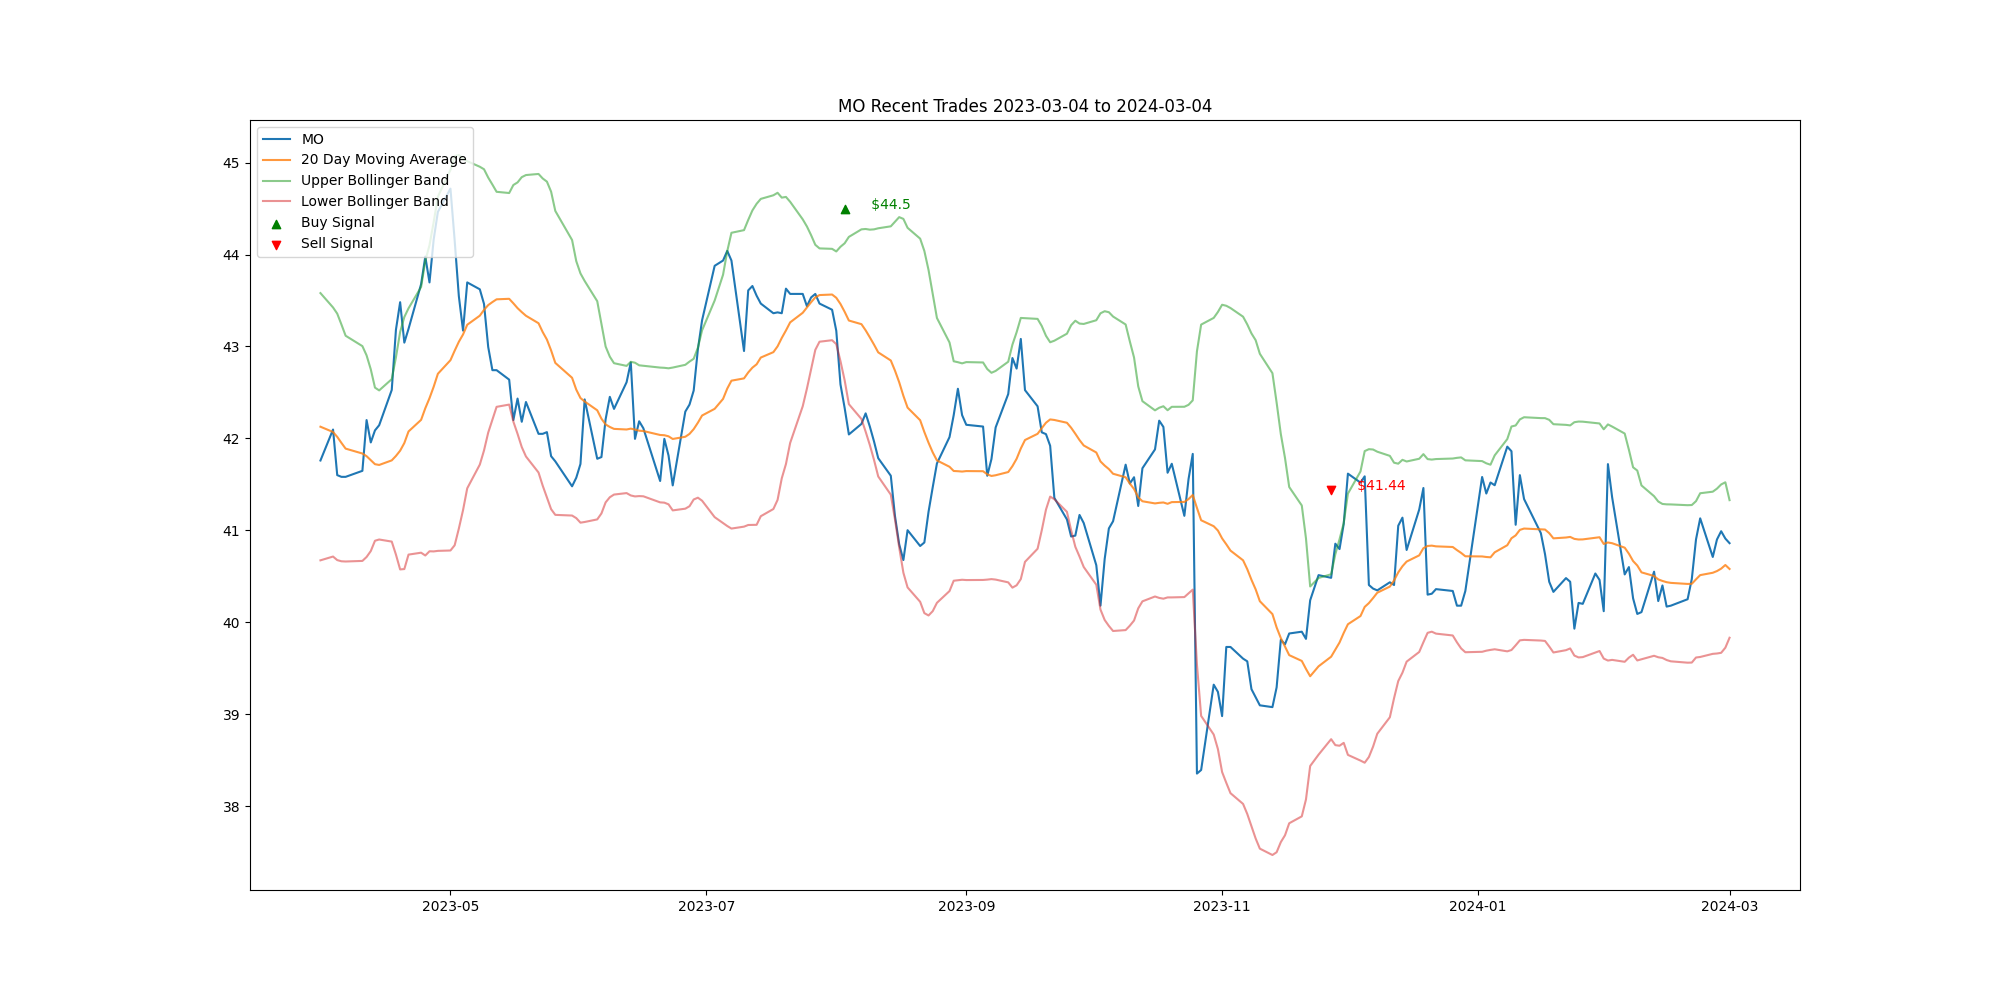 MO Recent Trades 2023-03-04 to 2024-03-04
MO
20 Day Moving Average
Upper Bollinger Band
Lower Bollinger Band
Buy Signal
Sell Signal
45
44
43
42
41
40
39
38
$44.5
$41.44
2023-05
2023-07
2023-09
2023-11
2024-01
2024-03